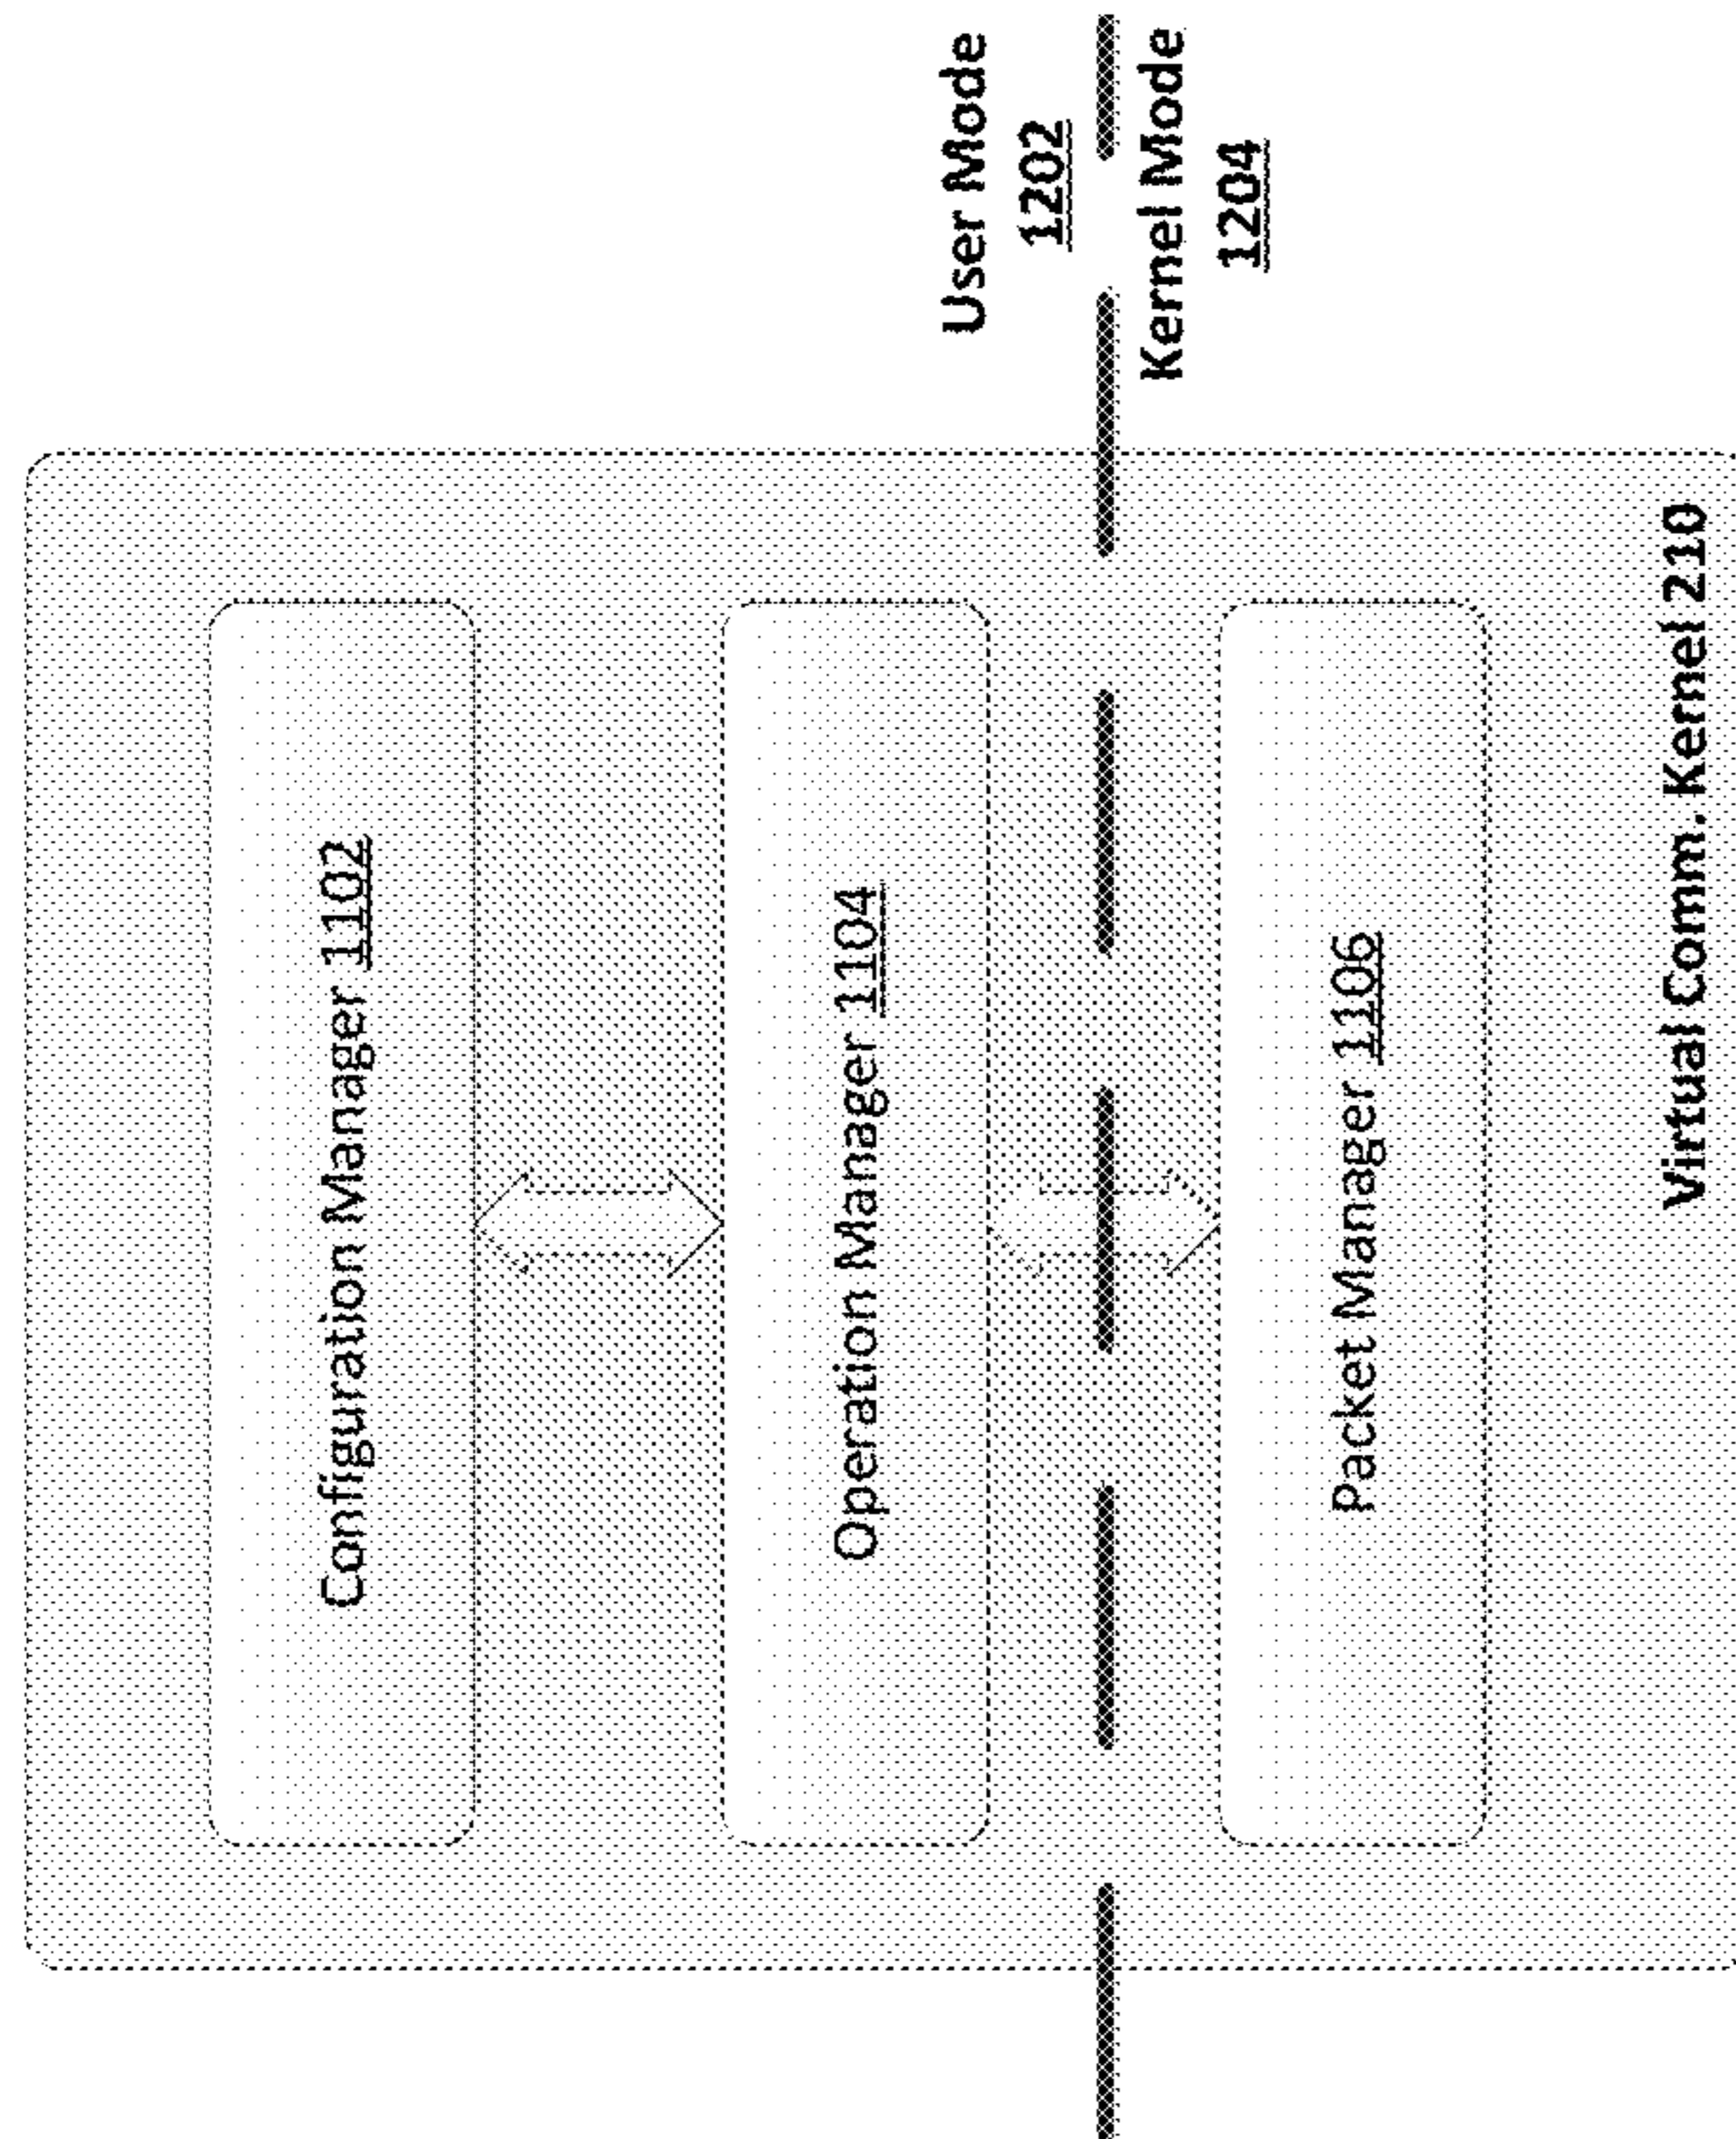 Configuration Manager 1102
Operation Manager 1104
User Mode
1202
Kernel Mode
1204
Packet Manager 1106
Virtual Comm. Kernel 210